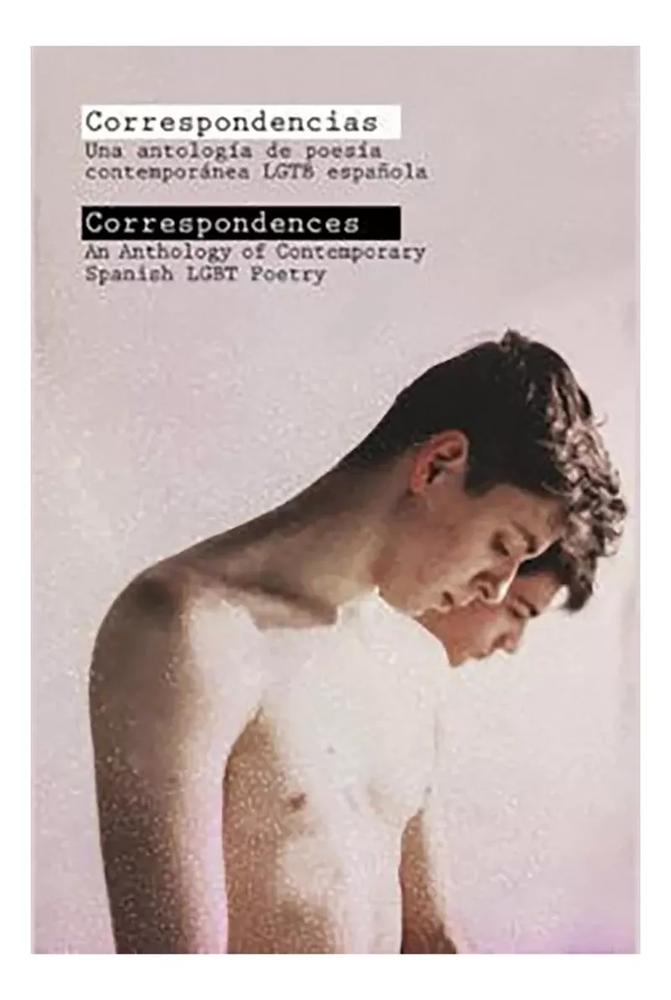 Correspondencias
Una antología de poesía
contemporánea LGTB española
Correspondences
An Anthology of Contemporary
Spanish LGBT Poetry